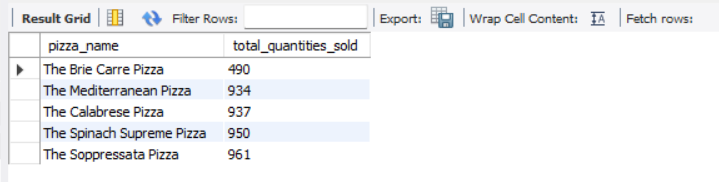 Result Grid Filter Rows: Export: Wrap Cell Content: IA Fetch rows:
pizza_name total_quantities_sold
The Brie Carre Pizza 490
The Mediterranean Pizza 934
The Calabrese Pizza 937
The Spinach Supreme Pizza 950
The Soppressata Pizza 961